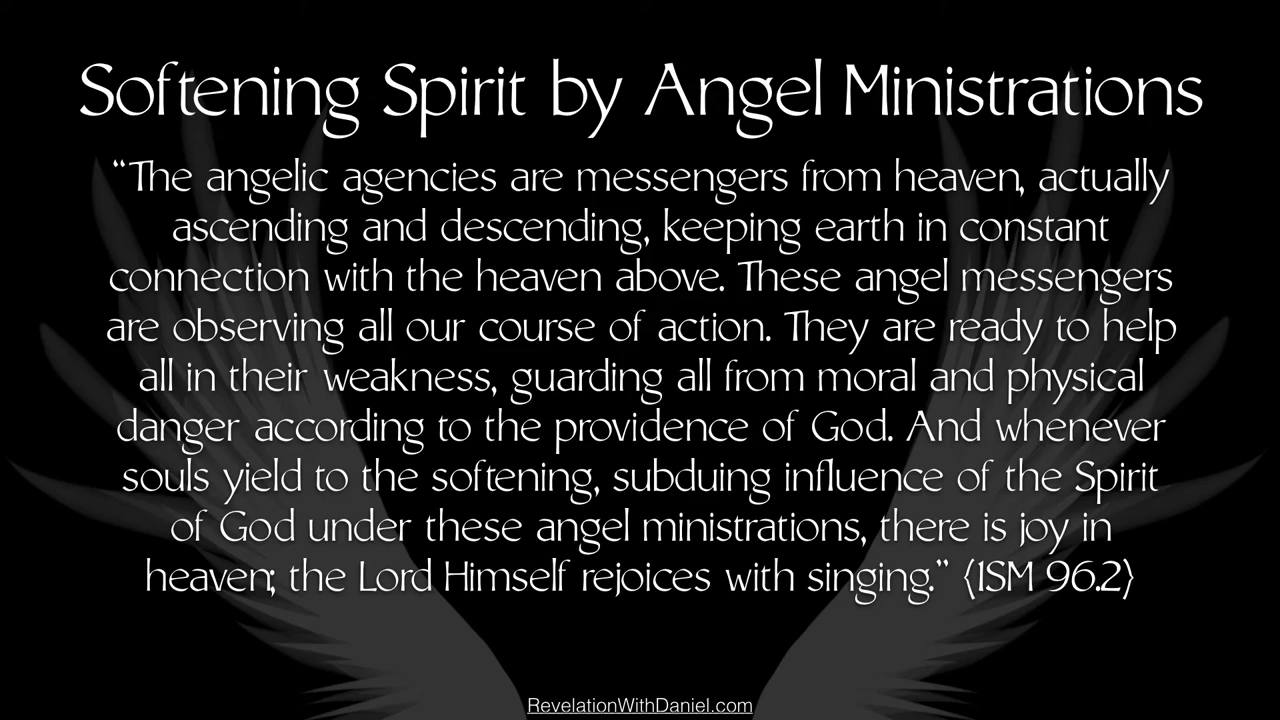 Softening Spirit by Angel Ministrations
“The angelic agencies are messengers from heaven, actually
ascending and descending, keeping earth in constant
connection with the heaven above. These angel messengers
are observing all our course of action. They are ready to help
all in their weakness, guarding all from moral and physical
danger according to the providence of God. And whenever
souls yield to the softening, subduing influence of the Spirit
of God under these angel ministrations, there is joy in
heaven; the Lord Himself rejoices with singing.” {1SM 96.2}
RevelationWithDaniel.com